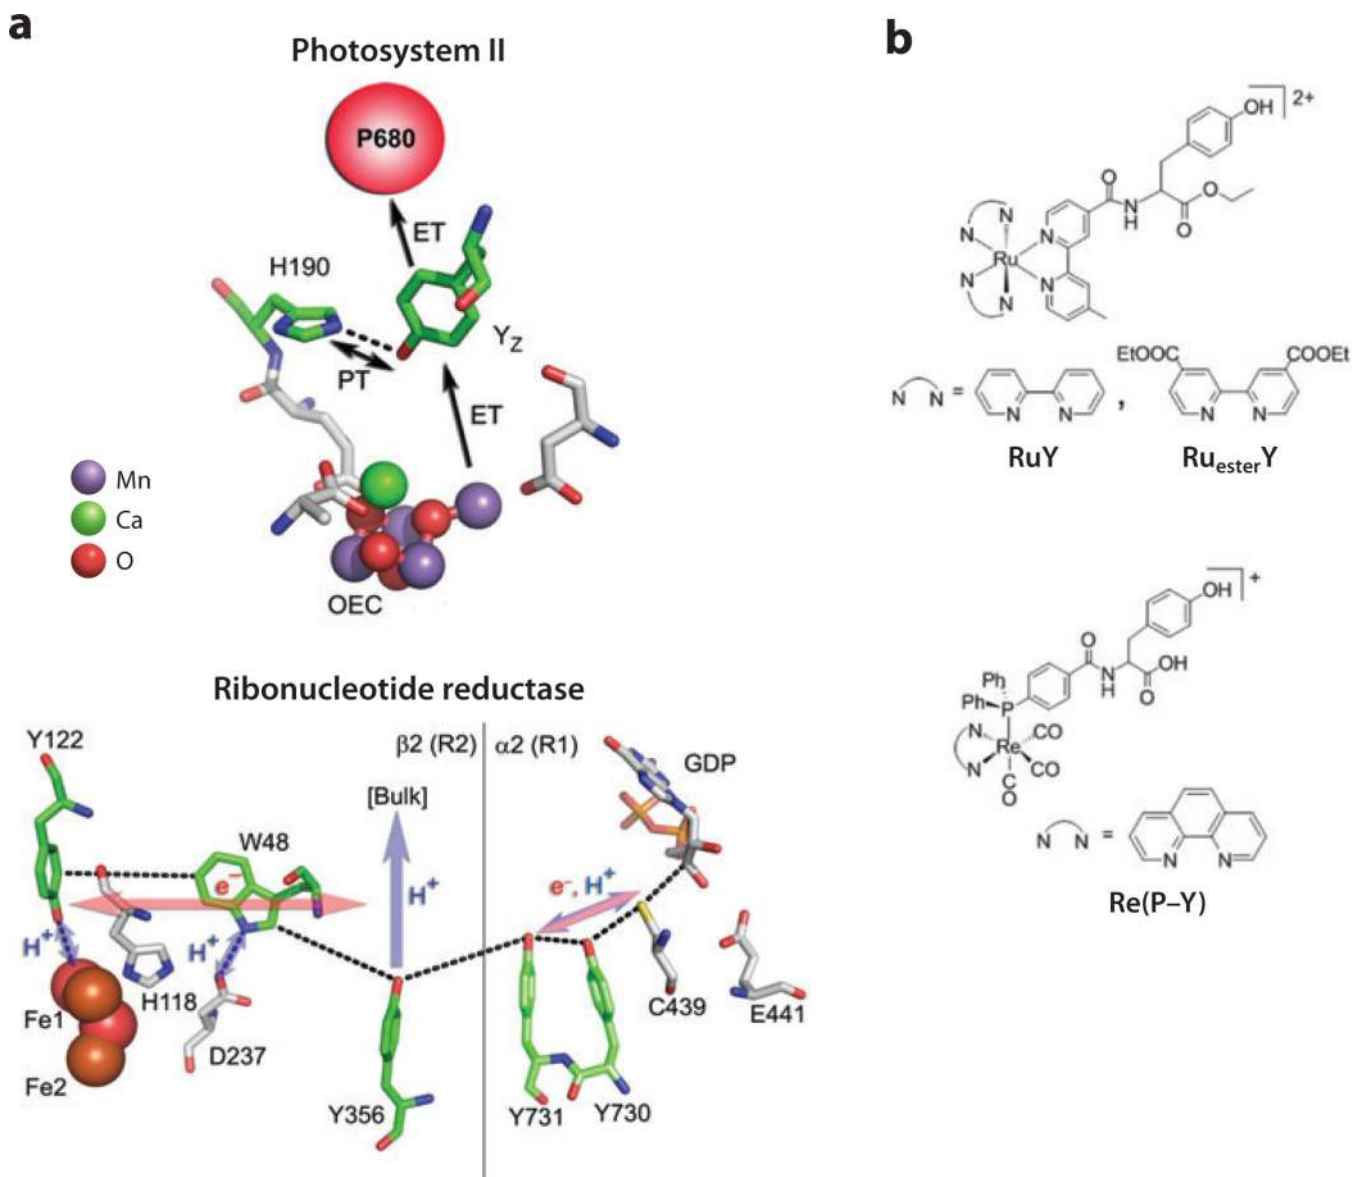 a
Photosystem II
P680
ET
H190
Y_Z
PT
ET
Mn
Ca
O
OEC
Ribonucleotide reductase
Y122
β2 (R2)
α2 (R1)
GDP
[Bulk]
W48
e⁻
H⁺
e⁻, H⁺
H⁺
H⁺
H118
Fe1
D237
Fe2
C439
E441
Y356
Y731
Y730
b
2+
OH
O
N
H
O
O
N
N
N
N
Ru
N
N
EtOOC
COOEt
N N =
N
N
,
N
N
RuY
Ru_esterY
+
OH
O
N
H
OH
O
Ph
Ph
P
N
N
Re
CO
CO
C
O
N N =
N
N
Re(P–Y)